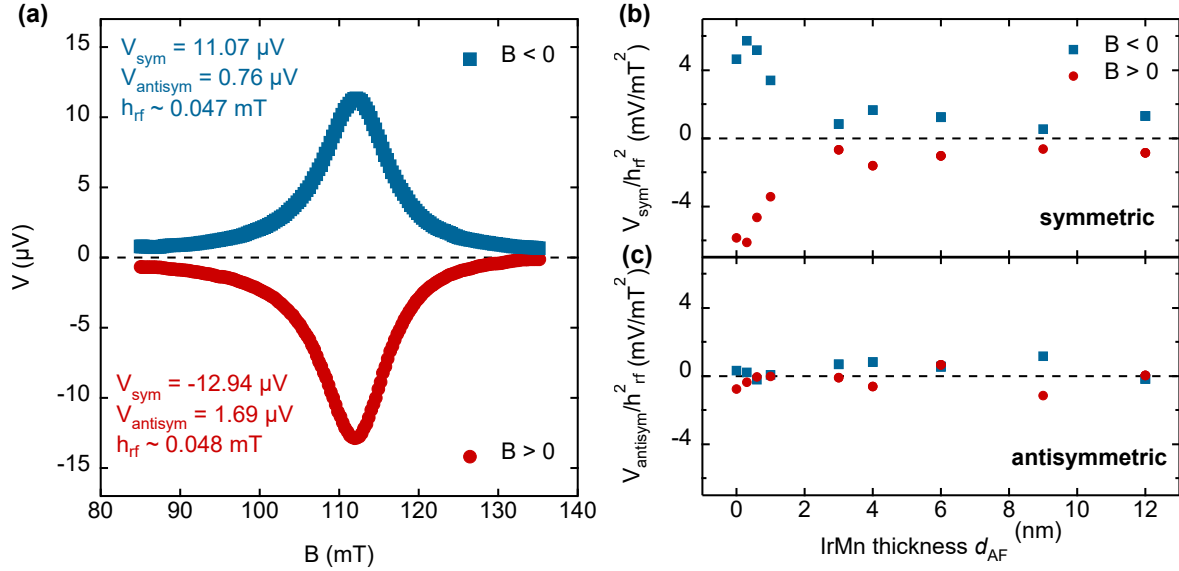 (a)
15
10
5
0
-5
-10
-15
V (µV)
V_sym = 11.07 µV
V_antisym = 0.76 µV
h_rf ~ 0.047 mT
B < 0
V_sym = -12.94 µV
V_antisym = 1.69 µV
h_rf ~ 0.048 mT
B > 0
80 90 100 110 120 130 140
B (mT)
(b)
B < 0
B > 0
4
0
-4
V_sym/h_rf^2 (mV/mT^2)
symmetric
(c)
4
0
-4
V_antisym/h^2_rf (mV/mT^2)
antisymmetric
0 2 4 6 8 10 12
IrMn thickness d_AF (nm)